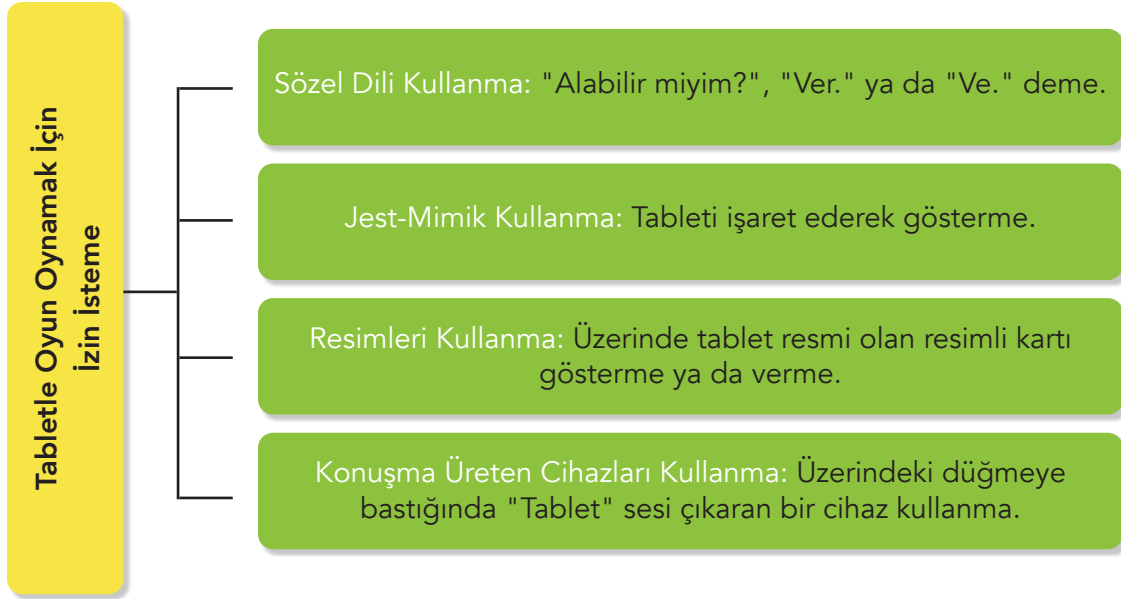 Tabletle Oyun Oynamak İçin
İzin İsteme
Sözel Dili Kullanma: "Alabilir miyim?", "Ver." ya da "Ve." deme.
Jest-Mimik Kullanma: Tableti işaret ederek gösterme.
Resimleri Kullanma: Üzerinde tablet resmi olan resimli kartı
gösterme ya da verme.
Konuşma Üreten Cihazları Kullanma: Üzerindeki düğmeye
bastığında "Tablet" sesi çıkaran bir cihaz kullanma.